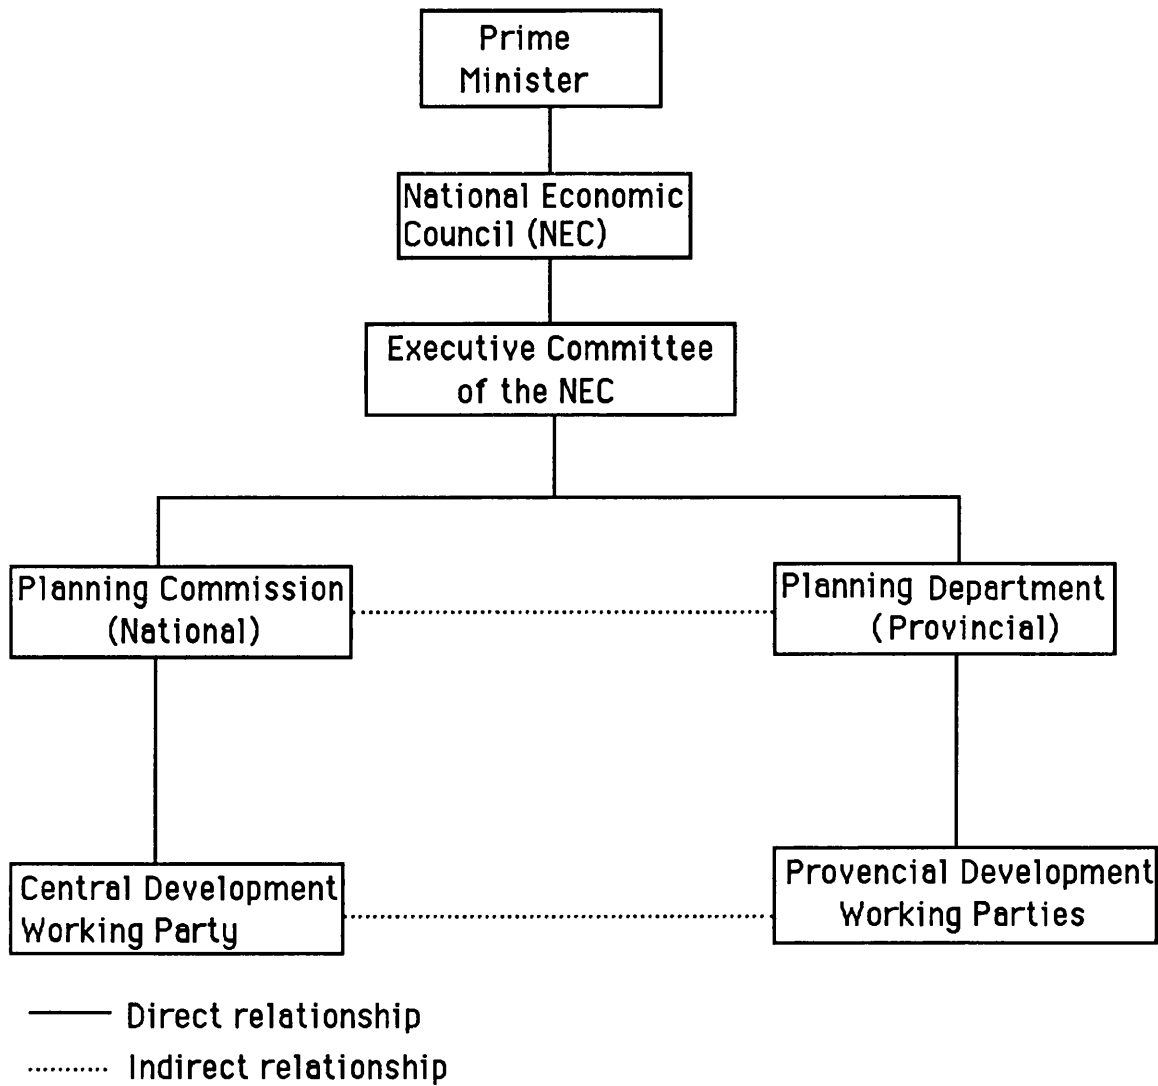 Prime
Minister
National Economic
Council (NEC)
Executive Committee
of the NEC
Planning Commission
(National)
Planning Department
(Provincial)
Central Development
Working Party
Provencial Development
Working Parties
Direct relationship
Indirect relationship